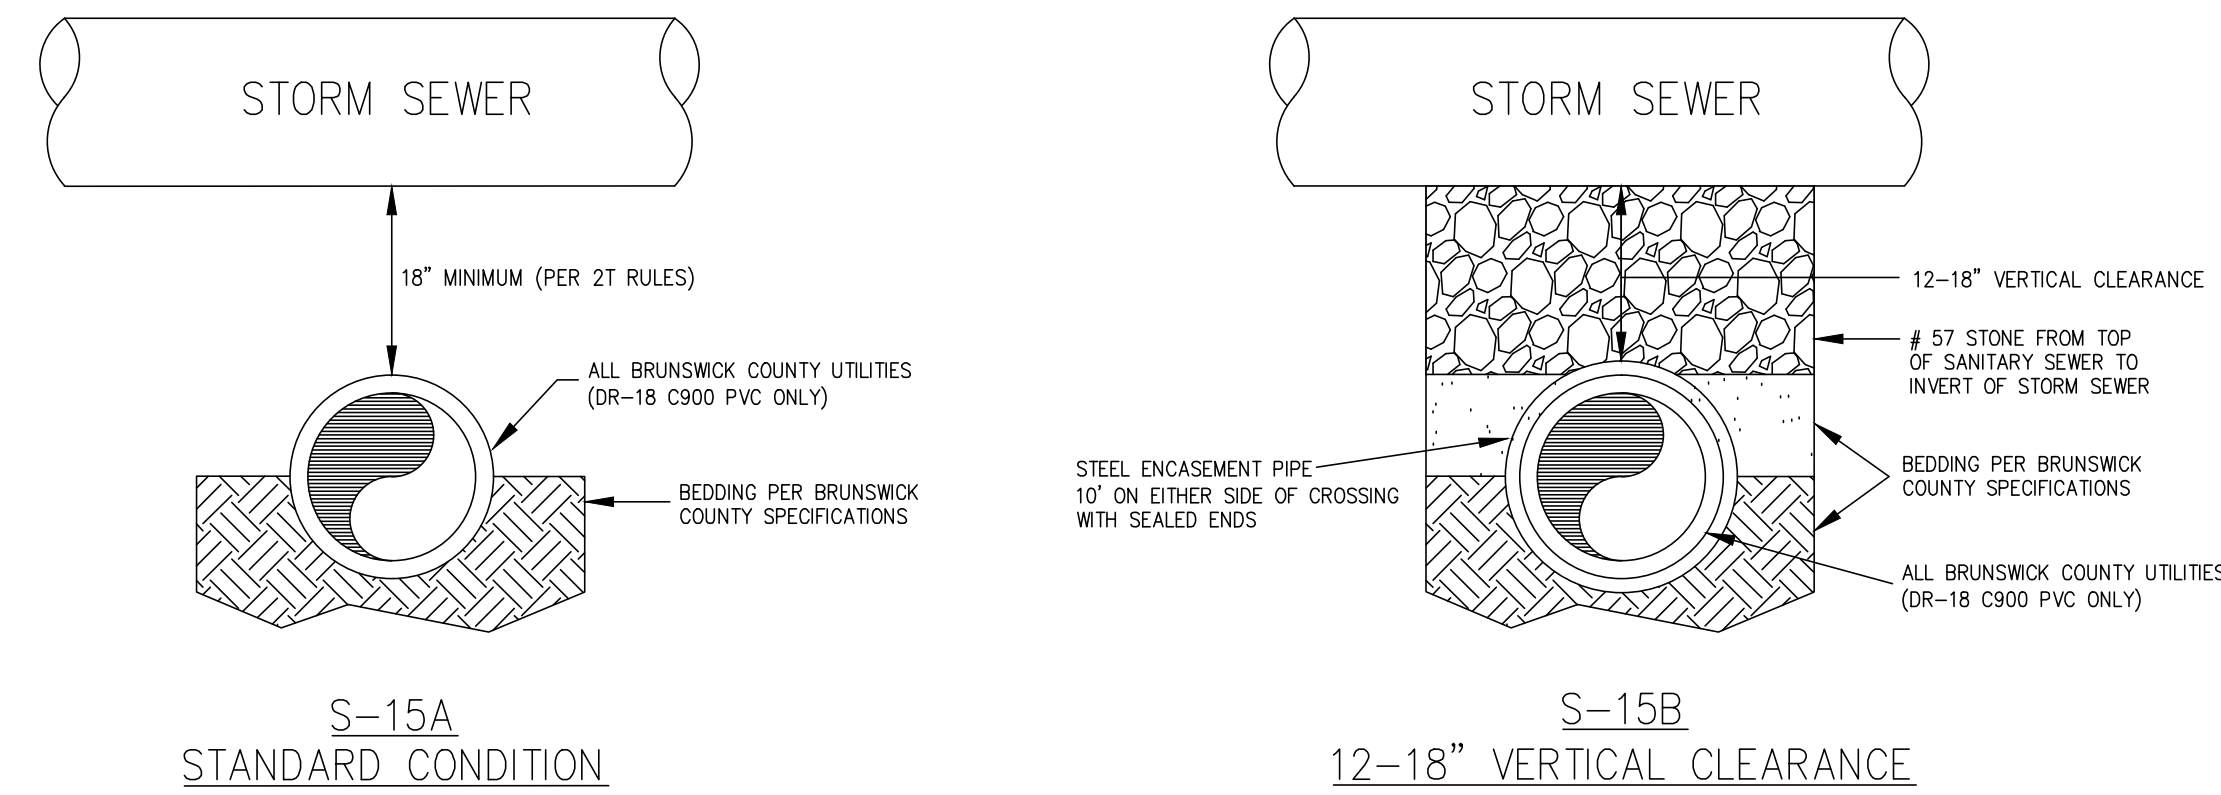 STORM SEWER
18" MINIMUM (PER 2T RULES)
ALL BRUNSWICK COUNTY UTILITIES
(DR-18 C900 PVC ONLY)
BEDDING PER BRUNSWICK
COUNTY SPECIFICATIONS
S-15A
STANDARD CONDITION
STORM SEWER
12-18" VERTICAL CLEARANCE
# 57 STONE FROM TOP
OF SANITARY SEWER TO
INVERT OF STORM SEWER
STEEL ENCASEMENT PIPE
10' ON EITHER SIDE OF CROSSING
WITH SEALED ENDS
BEDDING PER BRUNSWICK
COUNTY SPECIFICATIONS
ALL BRUNSWICK COUNTY UTILITIES
(DR-18 C900 PVC ONLY)
S-15B
12-18" VERTICAL CLEARANCE